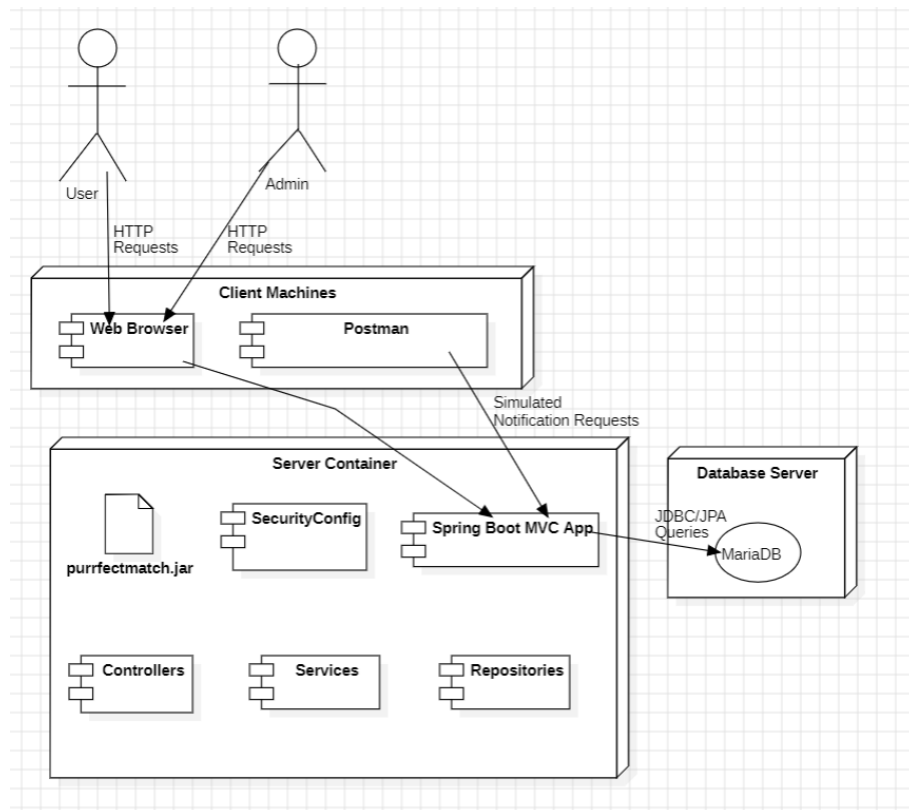 User
Admin
HTTP
Requests
HTTP
Requests
Client Machines
Web Browser
Postman
Simulated
Notification Requests
Server Container
Database Server
purrfectmatch.jar
SecurityConfig
Spring Boot MVC App
JDBC/JPA
Queries
MariaDB
Controllers
Services
Repositories